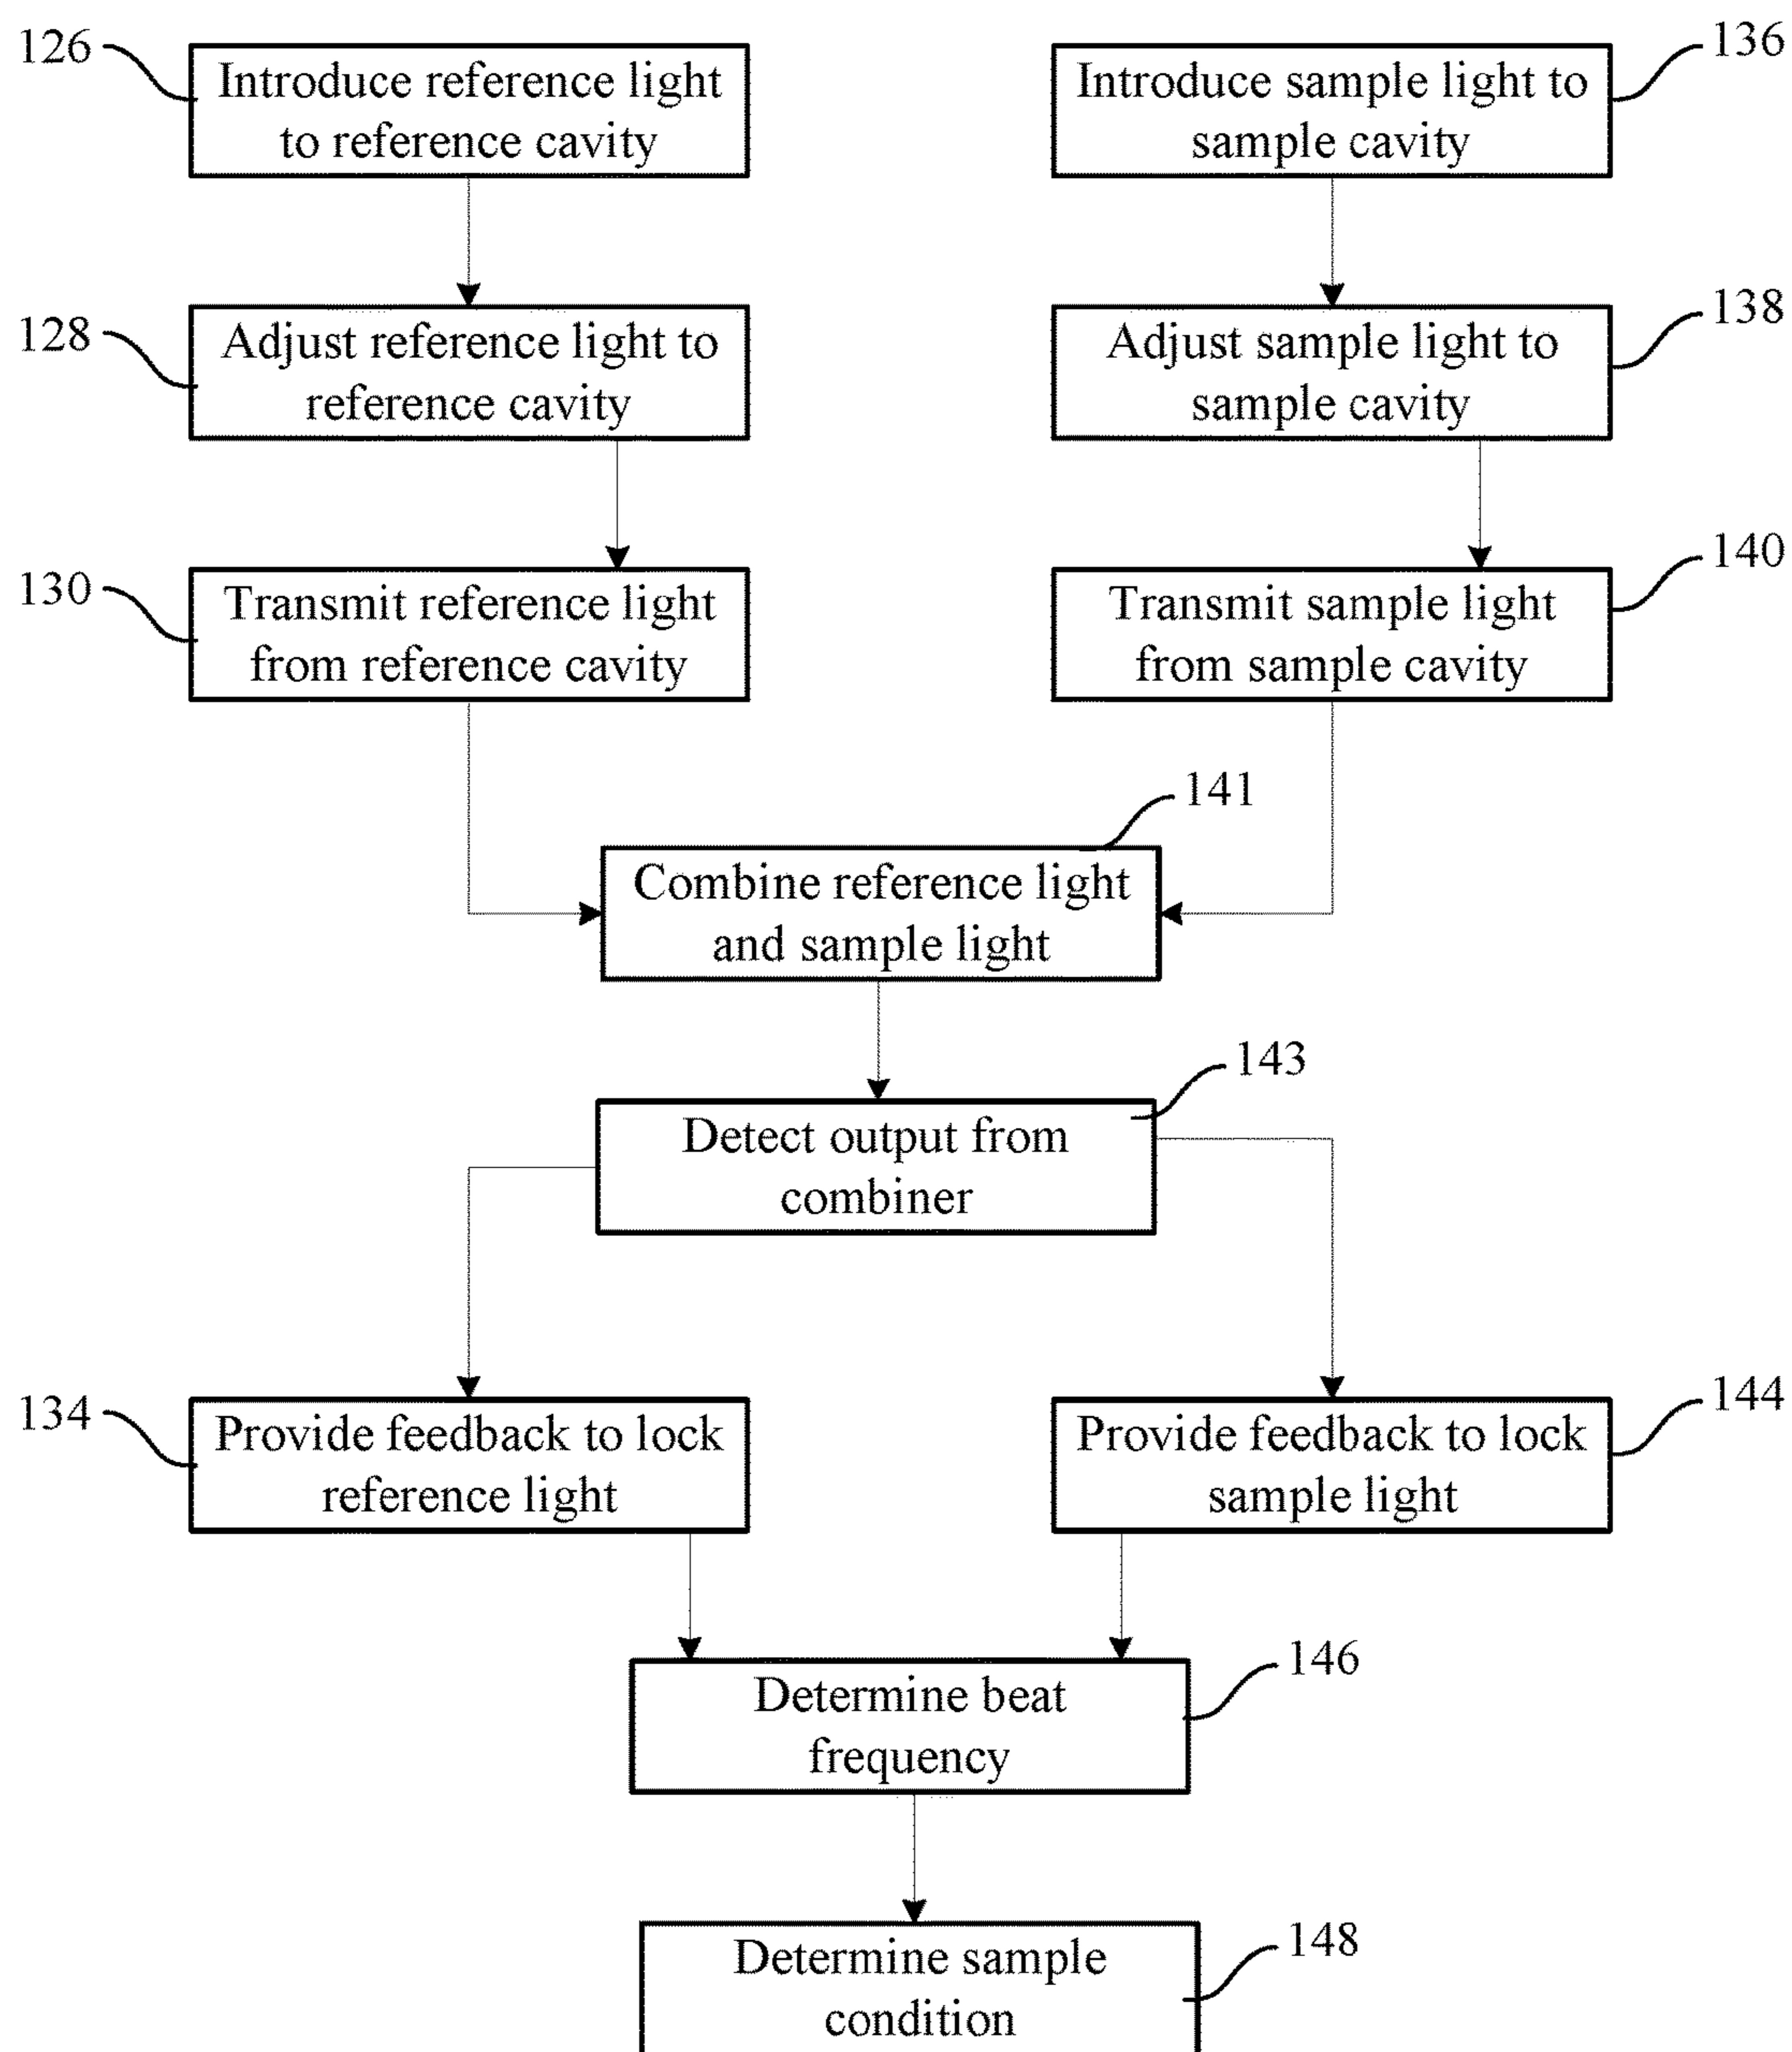 126
Introduce reference light
to reference cavity
136
Introduce sample light to
sample cavity
128
Adjust reference light to
reference cavity
138
Adjust sample light to
sample cavity
130
Transmit reference light
from reference cavity
140
Transmit sample light
from sample cavity
141
Combine reference light
and sample light
143
Detect output from
combiner
134
Provide feedback to lock
reference light
144
Provide feedback to lock
sample light
146
Determine beat
frequency
148
Determine sample
condition